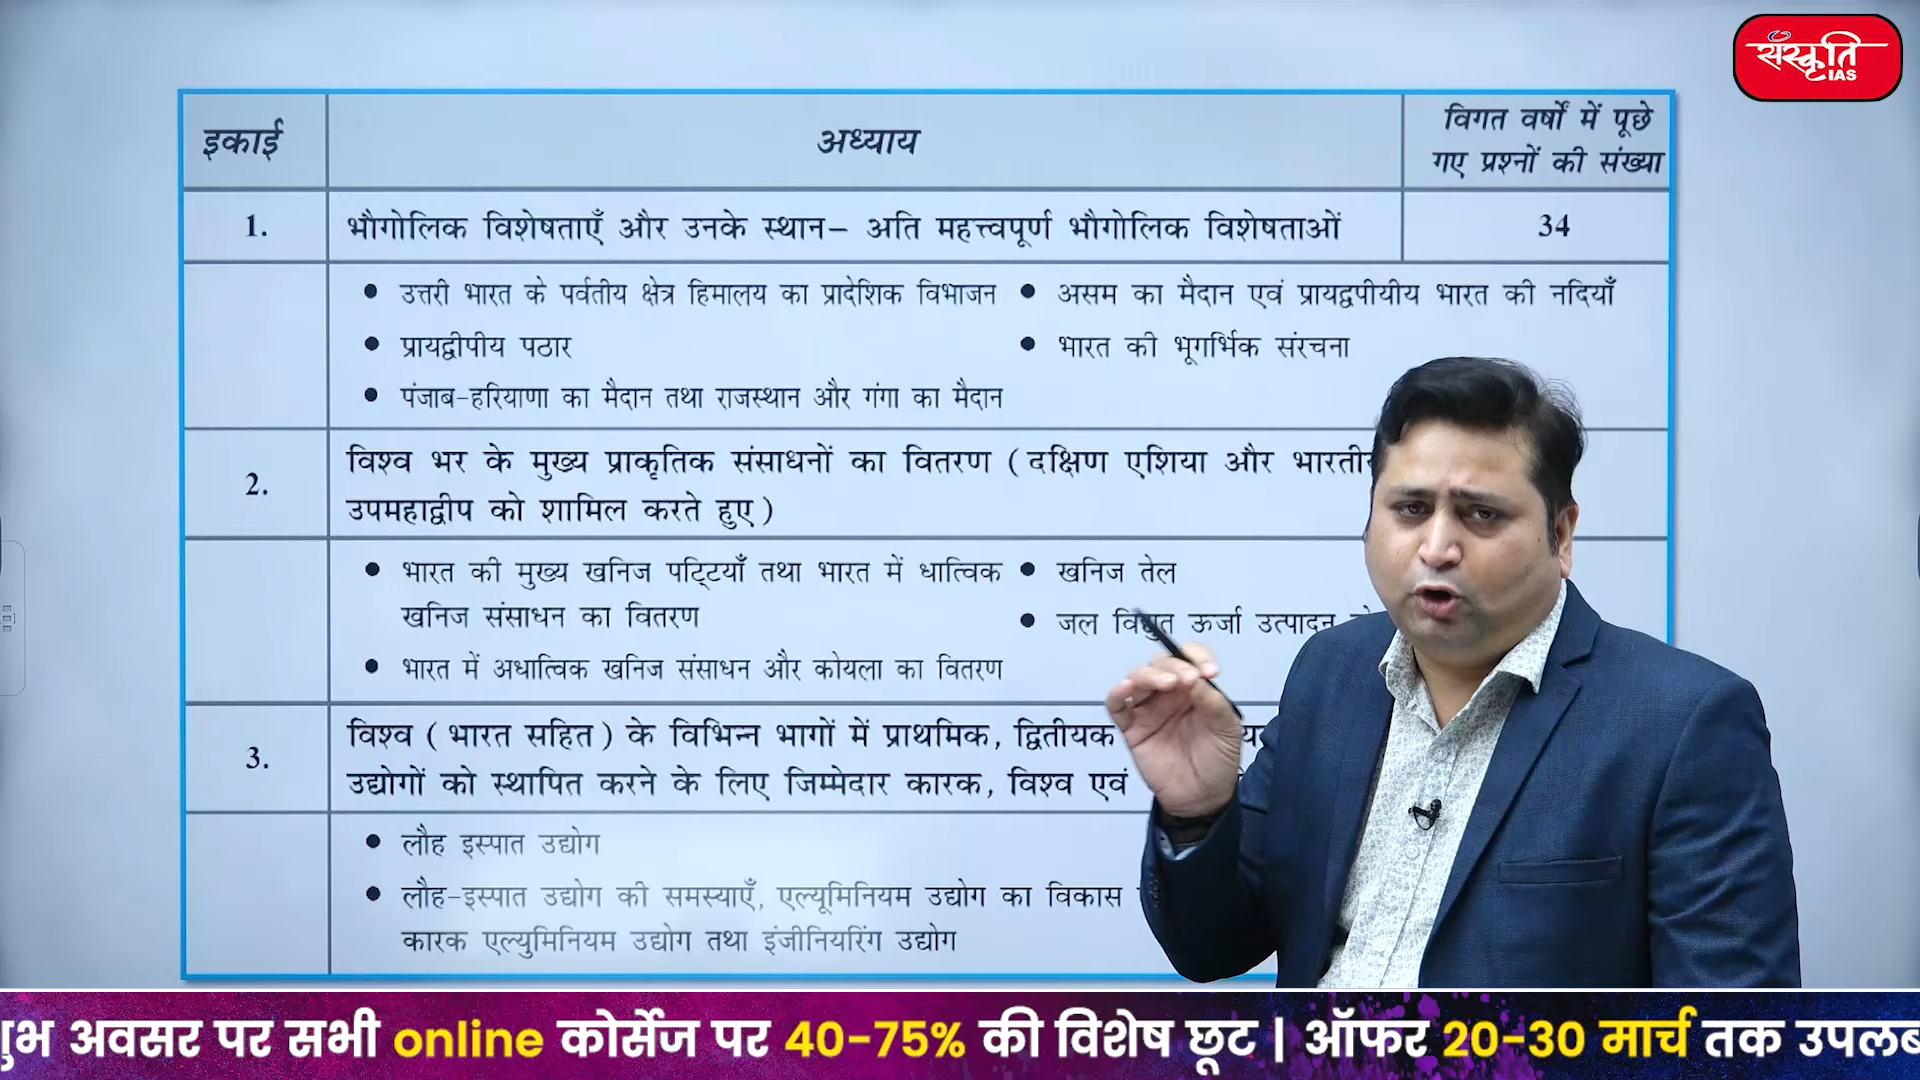 संस्कृति
IAS
इकाई
अध्याय
विगत वर्षों में पूछे
गए प्रश्नों की संख्या
1.
भौगोलिक विशेषताएँ और उनके स्थान– अति महत्त्वपूर्ण भौगोलिक विशेषताओं
34
• उत्तरी भारत के पर्वतीय क्षेत्र हिमालय का प्रादेशिक विभाजन
• असम का मैदान एवं प्रायद्वपीयीय भारत की नदियाँ
• प्रायद्वीपीय पठार
• भारत की भूगर्भिक संरचना
• पंजाब-हरियाणा का मैदान तथा राजस्थान और गंगा का मैदान
2.
विश्व भर के मुख्य प्राकृतिक संसाधनों का वितरण ( दक्षिण एशिया और
उपमहाद्वीप को शामिल करते हुए )
• भारत की मुख्य खनिज पट्टियाँ तथा भारत में धात्विक
खनिज संसाधन का वितरण
• खनिज तेल
• जल विद्युत ऊर्जा उत्पादन
• भारत में अधात्विक खनिज संसाधन और कोयला का वितरण
3.
विश्व ( भारत सहित ) के विभिन्न भागों में प्राथमिक, द्वितीयक
उद्योगों को स्थापित करने के लिए जिम्मेदार कारक, विश्व एवं
• लौह इस्पात उद्योग
• लौह-इस्पात उद्योग की समस्याएँ, एल्यूमिनियम उद्योग का विकास
कारक एल्युमिनियम उद्योग तथा इंजीनियरिंग उद्योग
अवसर पर सभी online कोर्सेज पर 40-75% की विशेष छूट | ऑफर 20-30 मार्च तक